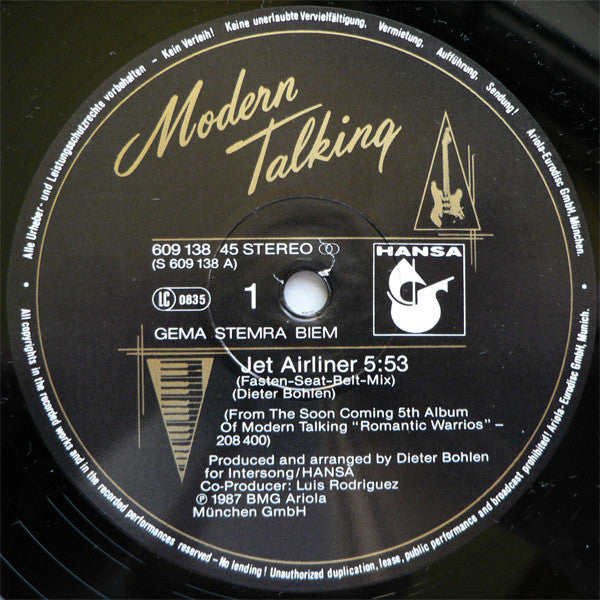 Alle Urheber- und Leistungsschutzrechte vorbehalten - Kein Verleih! Keine unerlaubte Vervielfältigung, Vermietung, Aufführung, Sendung! Ariola-Eurodisc GmbH, München.
Modern
Talking
609 138 45 STEREO
(S 609 138 A)
HANSA
LC 0835
1
GEMA STEMRA BIEM
Jet Airliner 5:53
(Fasten-Seat-Belt-Mix)
(Dieter Bohlen)
(From The Soon Coming 5th Album
Of Modern Talking "Romantic Warrios" –
208 400)
Produced and arranged by Dieter Bohlen
for Intersong/HANSA
Co-Producer: Luis Rodriguez
Ⓟ 1987 BMG Ariola
München GmbH
All copyrights in the recorded works and in the recorded performances reserved - No lending! Unauthorized duplication, lease, public performance and broadcast prohibited! Ariola-Eurodisc GmbH, Munich.